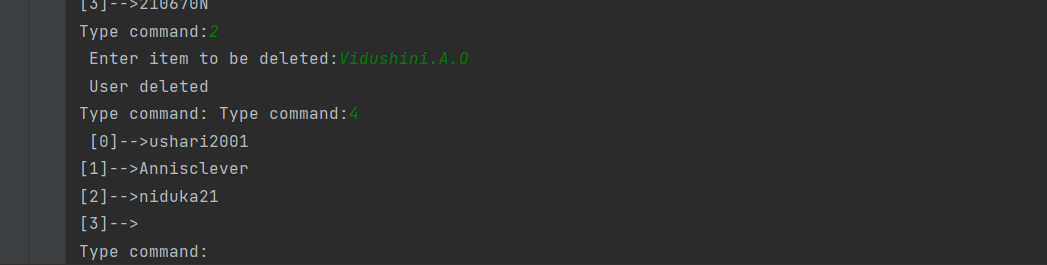 [3]-->210670N
Type command:2
 Enter item to be deleted:Vidushini.A.O
 User deleted
Type command: Type command:4
 [0]-->ushari2001
[1]-->Annisclever
[2]-->niduka21
[3]-->
Type command: